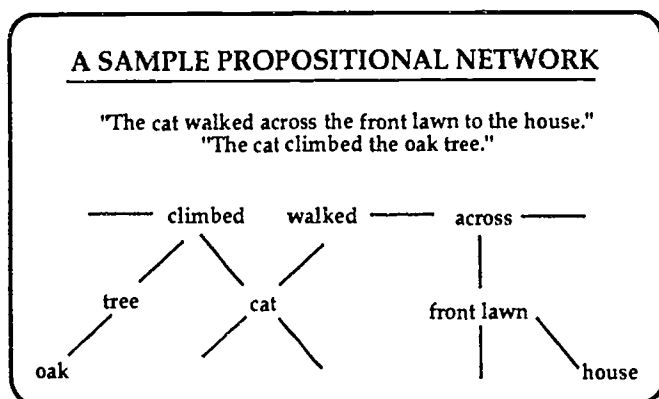 A SAMPLE PROPOSITIONAL NETWORK
"The cat walked across the front lawn to the house."
"The cat climbed the oak tree."
climbed walked across
tree cat front lawn
oak house